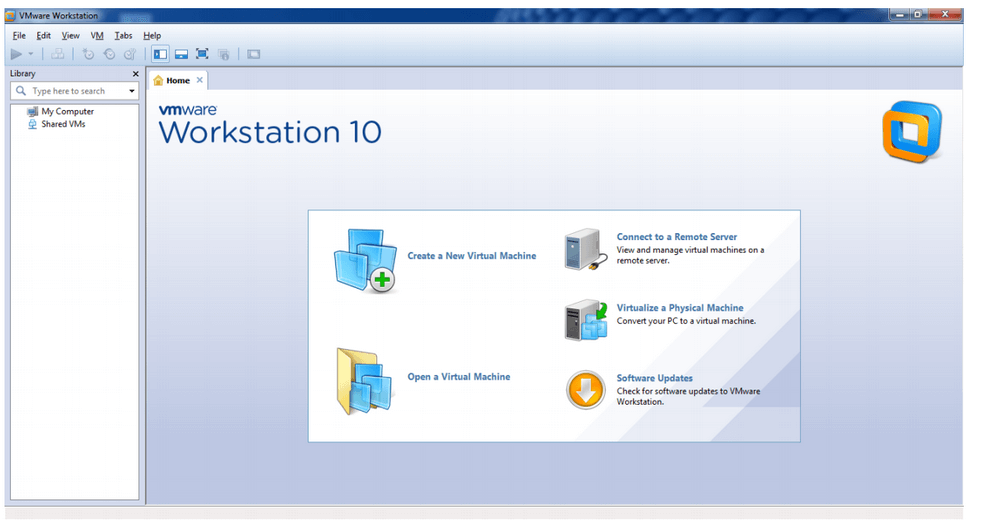 VMware Workstation
File Edit View VM Tabs Help
Library
Type here to search
My Computer
Shared VMs
Home
vmware
Workstation 10
Create a New Virtual Machine
Open a Virtual Machine
Connect to a Remote Server
View and manage virtual machines on a
remote server.
Virtualize a Physical Machine
Convert your PC to a virtual machine.
Software Updates
Check for software updates to VMware
Workstation.